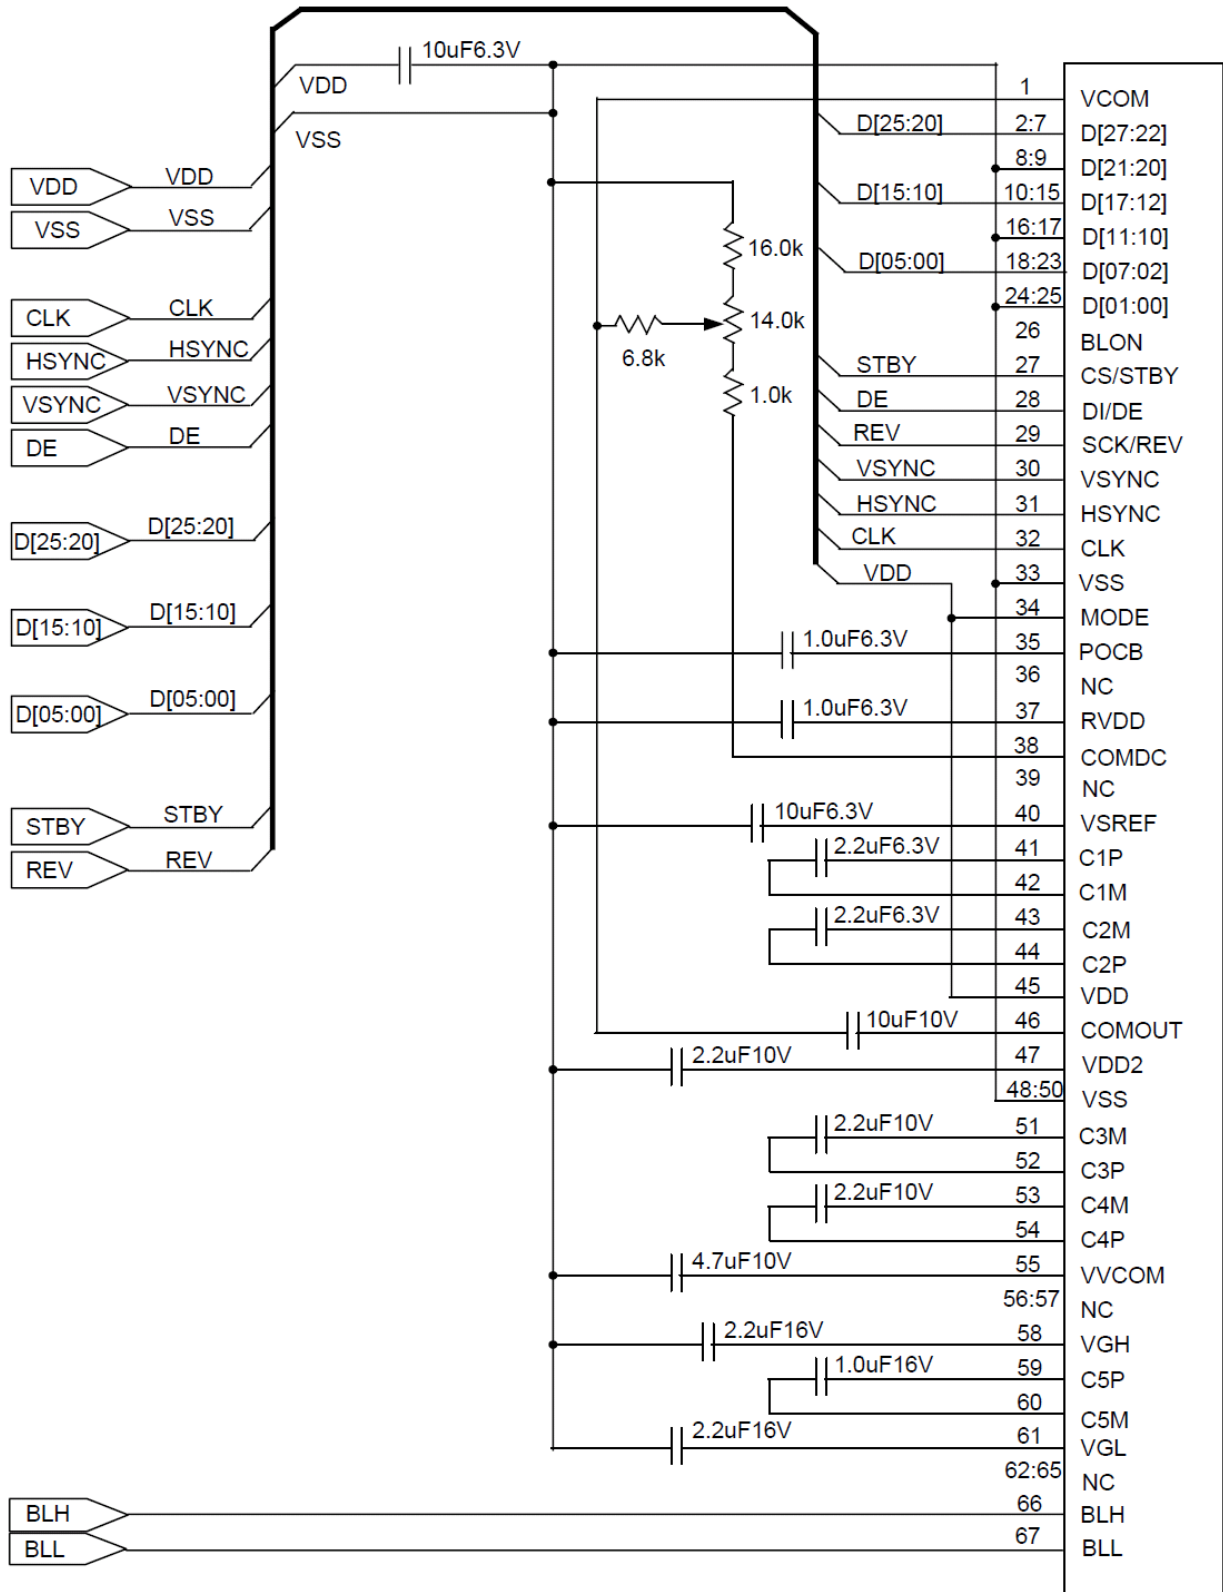 10uF6.3V
VDD
VSS
VDD VDD
VSS VSS
CLK CLK
HSYNC HSYNC
VSYNC VSYNC
DE DE
D[25:20] D[25:20]
D[15:10] D[15:10]
D[05:00] D[05:00]
STBY STBY
REV REV
BLH
BLL
16.0k
14.0k
6.8k
1.0k
1 VCOM
D[25:20] 2:7 D[27:22]
8:9 D[21:20]
D[15:10] 10:15 D[17:12]
16:17 D[11:10]
D[05:00] 18:23 D[07:02]
24:25 D[01:00]
26 BLON
STBY 27 CS/STBY
DE 28 DI/DE
REV 29 SCK/REV
VSYNC 30 VSYNC
HSYNC 31 HSYNC
CLK 32 CLK
VDD 33 VSS
34 MODE
1.0uF6.3V 35 POCB
36 NC
1.0uF6.3V 37 RVDD
38 COMDC
39 NC
10uF6.3V 40 VSREF
2.2uF6.3V 41 C1P
42 C1M
2.2uF6.3V 43 C2M
44 C2P
45 VDD
10uF10V 46 COMOUT
2.2uF10V 47 VDD2
48:50 VSS
2.2uF10V 51 C3M
52 C3P
2.2uF10V 53 C4M
54 C4P
4.7uF10V 55 VVCOM
56:57 NC
2.2uF16V 58 VGH
1.0uF16V 59 C5P
60 C5M
2.2uF16V 61 VGL
62:65 NC
66 BLH
67 BLL